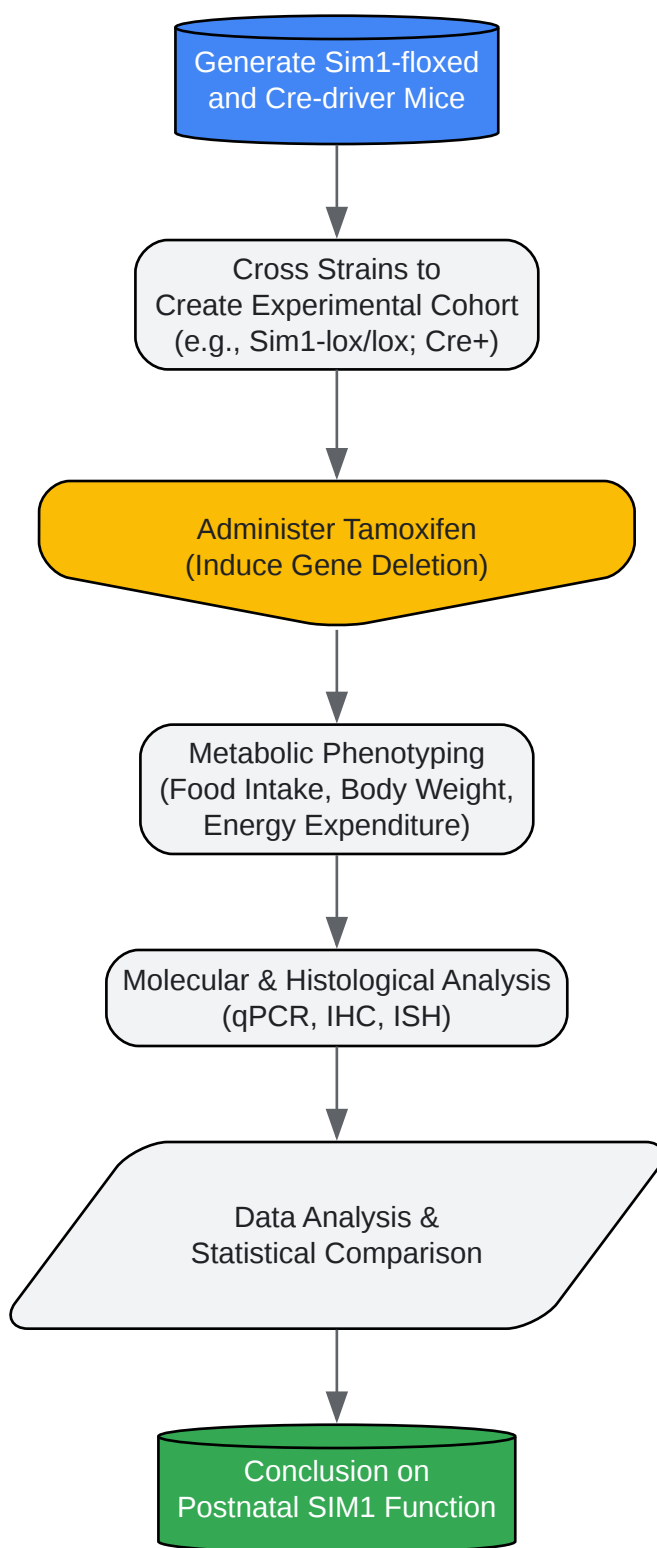 Generate Sim1-floxed
and Cre-driver Mice
Cross Strains to
Create Experimental Cohort
(e.g., Sim1-lox/lox; Cre+)
Administer Tamoxifen
(Induce Gene Deletion)
Metabolic Phenotyping
(Food Intake, Body Weight,
Energy Expenditure)
Molecular & Histological Analysis
(qPCR, IHC, ISH)
Data Analysis &
Statistical Comparison
Conclusion on
Postnatal SIM1 Function